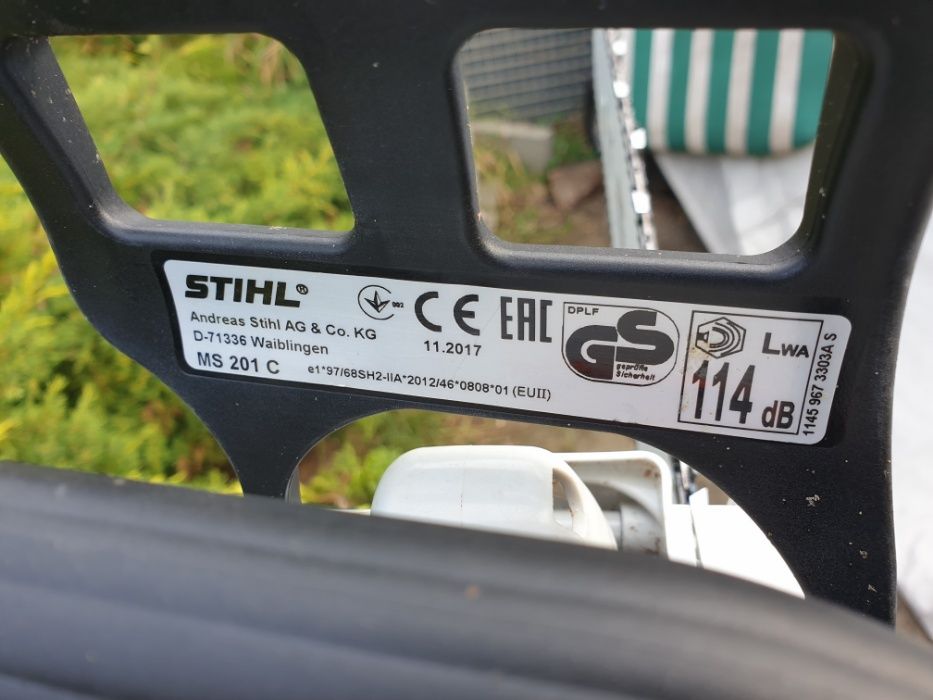 STIHL®
Andreas Stihl AG & Co. KG
D-71336 Waiblingen
MS 201 C
002
CE
11.2017
EAC
e1*97/68SH2-IIA*2012/46*0808*01 (EUII)
DPLF
GS
geprüfte
Sicherheit
LWA
114 dB
1145 967 3303A S